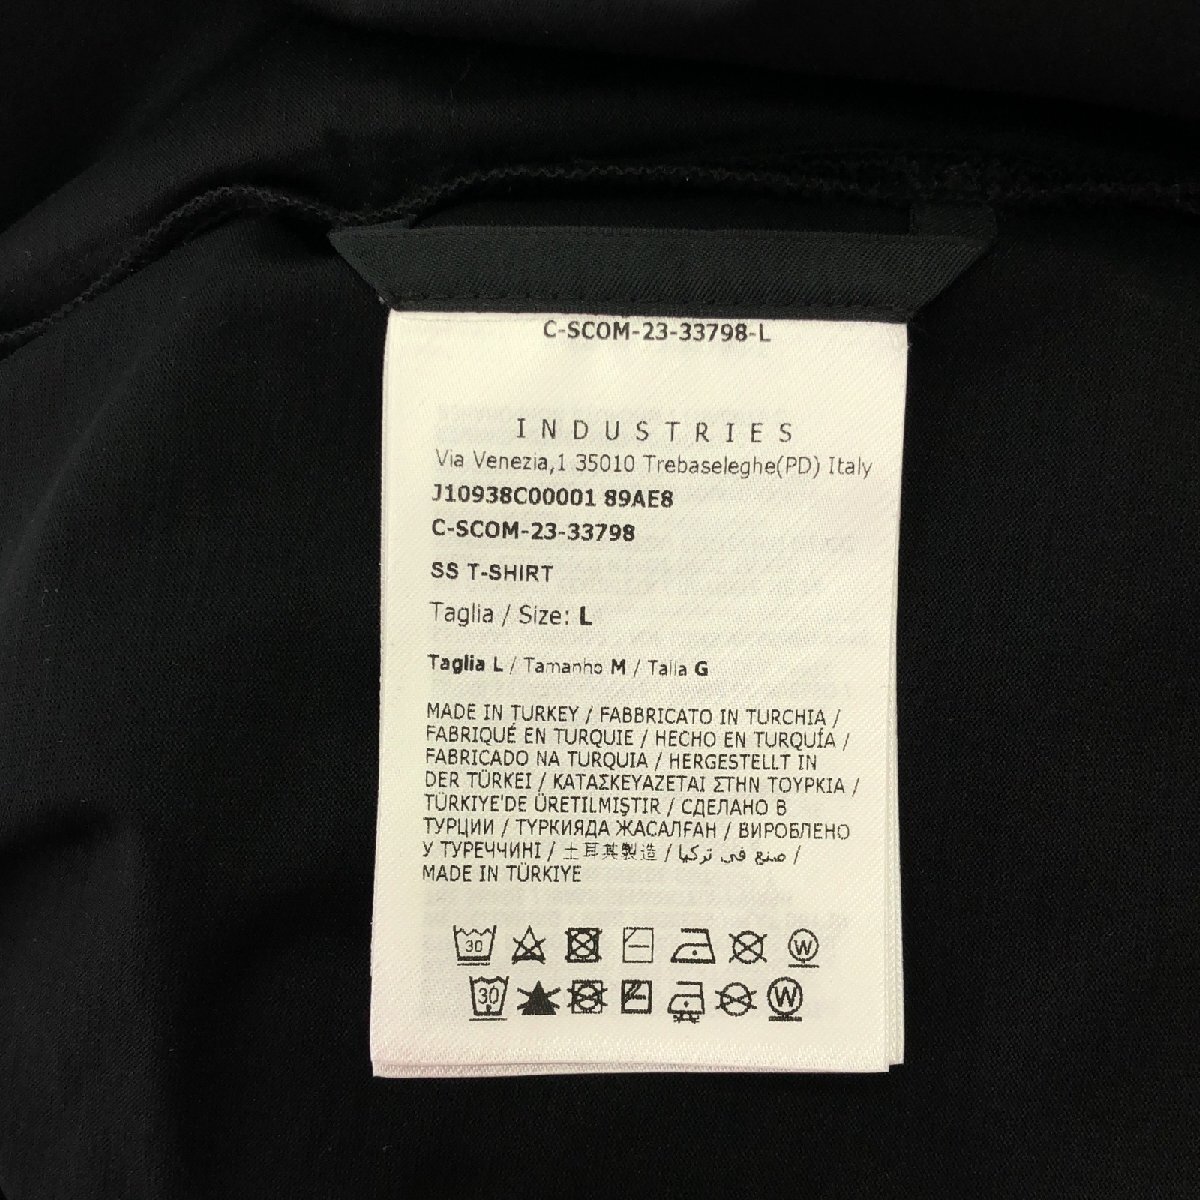 C-SCOM-23-33798-L
INDUSTRIES
Via Venezia,1 35010 Trebaseleghe(PD) Italy
J10938C00001 89AE8
C-SCOM-23-33798
SS T-SHIRT
Taglia / Size: L
Taglia L / Tamanho M / Talla G
MADE IN TURKEY / FABBRICATO IN TURCHIA /
FABRIQUÉ EN TURQUIE / HECHO EN TURQUÍA /
FABRICADO NA TURQUIA / HERGESTELLT IN
DER TÜRKEI / ΚΑΤΑΣΚΕΥΑΖΕΤΑΙ ΣΤΗΝ ΤΟΥΡΚΙΑ /
TÜRKIYE'DE ÜRETILMIŞTIR / СДЕЛАНО В
ТУРЦИИ / ТҮРКИЯДА ЖАСАЛҒАН / ВИРОБЛЕНО
У ТУРЕЧЧИНІ / 土耳其製造 / صنع في تركيا /
MADE IN TÜRKIYE
30 W
30 W